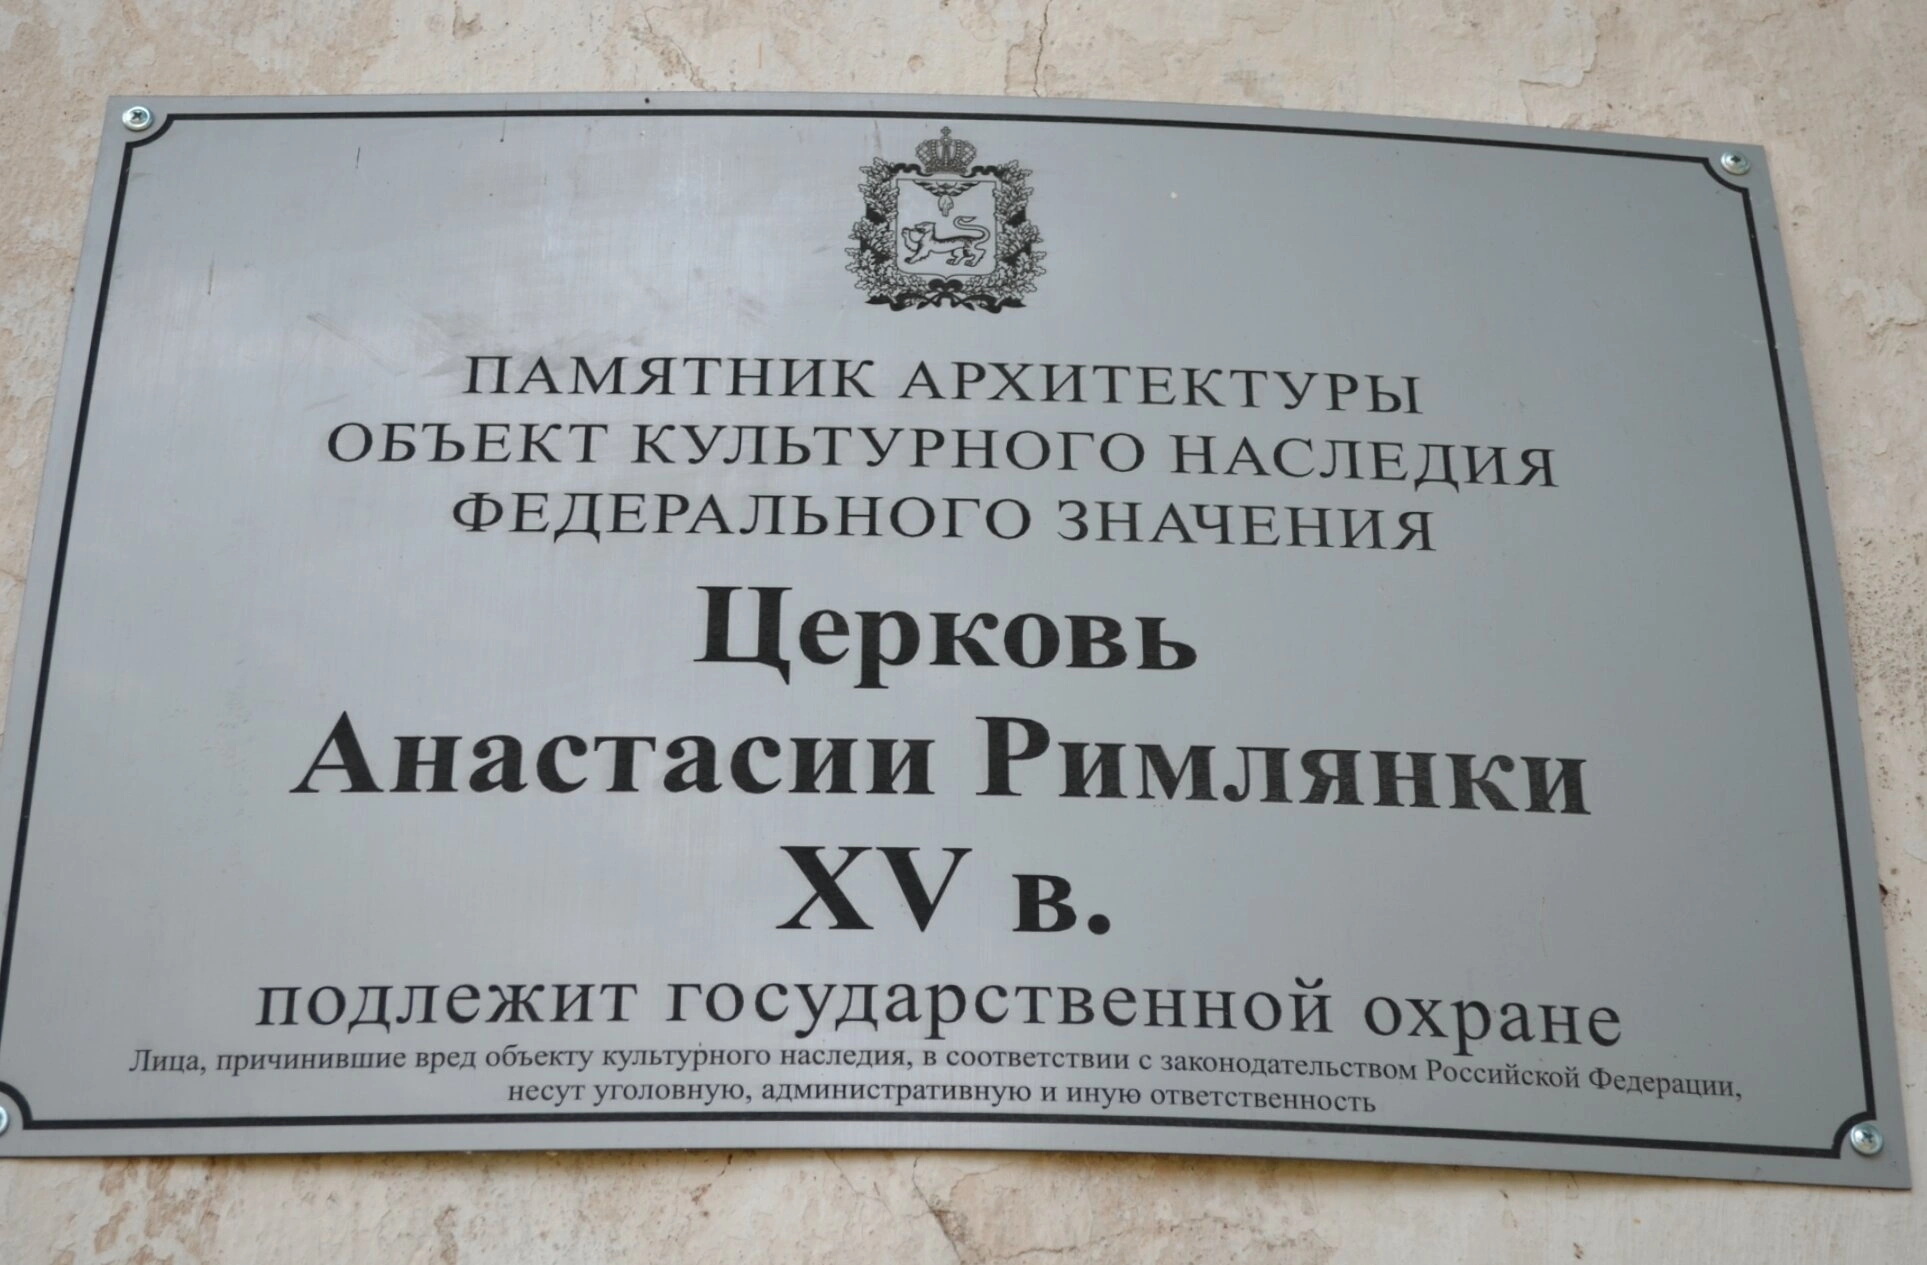 ПАМЯТНИК АРХИТЕКТУРЫ
ОБЪЕКТ КУЛЬТУРНОГО НАСЛЕДИЯ
ФЕДЕРАЛЬНОГО ЗНАЧЕНИЯ
Церковь
Анастасии Римлянки
XV в.
подлежит государственной охране
Лица, причинившие вред объекту культурного наследия, в соответствии с законодательством Российской Федерации,
несут уголовную, административную и иную ответственность